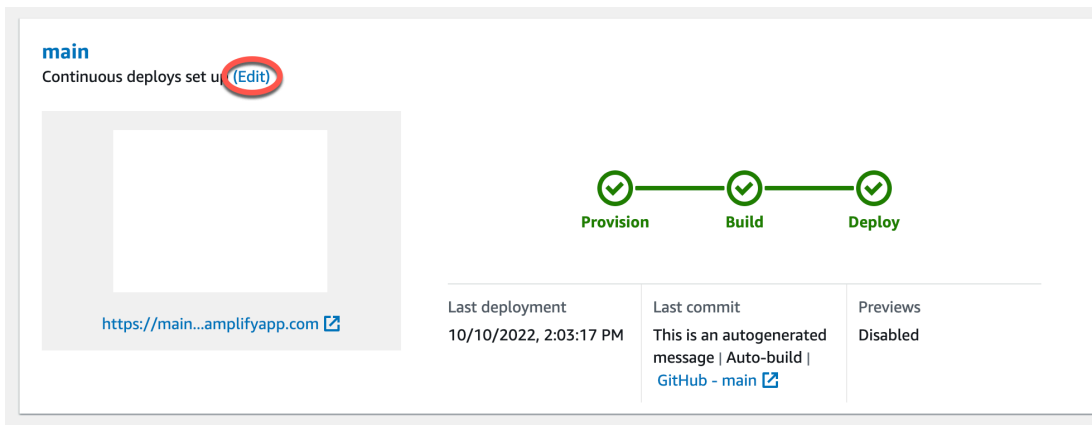 main
Continuous deploys set up (Edit)
Provision
Build
Deploy
https://main...amplifyapp.com
Last deployment
10/10/2022, 2:03:17 PM
Last commit
This is an autogenerated
message | Auto-build |
GitHub - main
Previews
Disabled